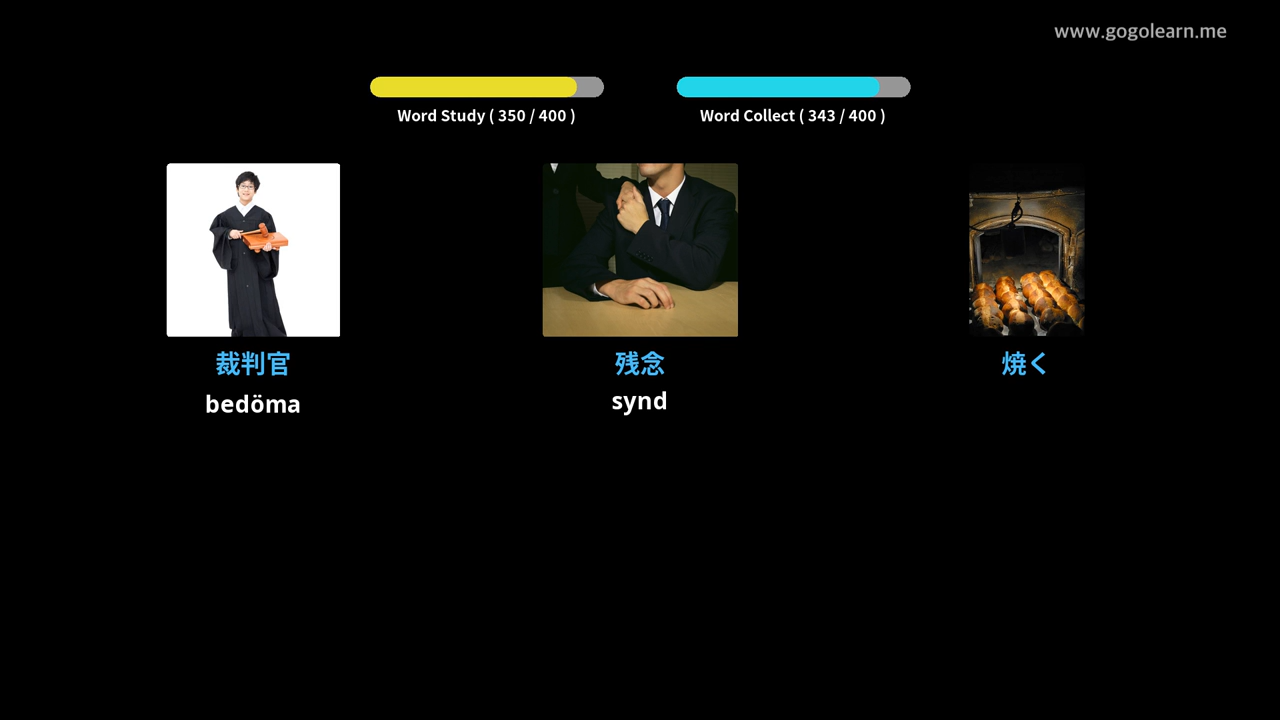 www.gogolearn.me
Word Study ( 350 / 400 )
Word Collect ( 343 / 400 )
裁判官
残念
焼く
bedöma
synd